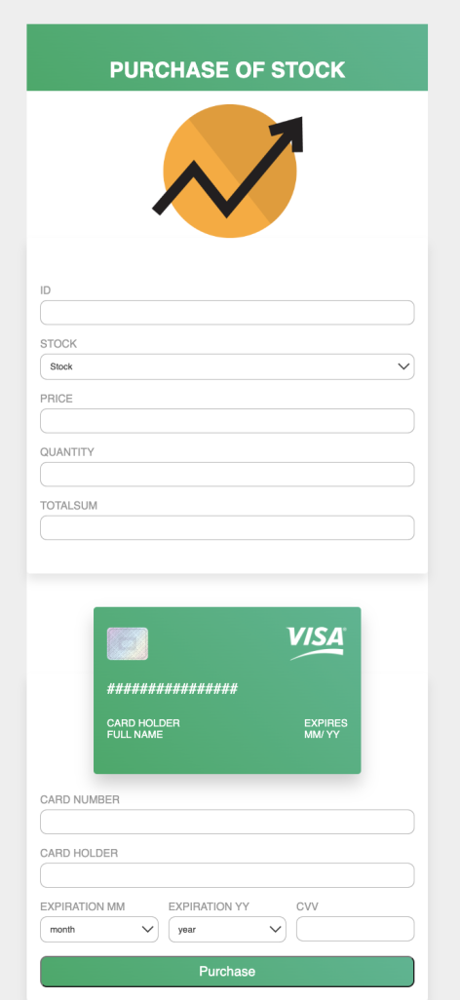 PURCHASE OF STOCK
ID
STOCK
Stock
PRICE
QUANTITY
TOTALSUM
VISA
################
CARD HOLDER
FULL NAME
EXPIRES
MM/ YY
CARD NUMBER
CARD HOLDER
EXPIRATION MM EXPIRATION YY CVV
month year
Purchase